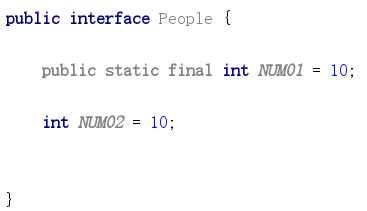 public interface People {
public static final int NUM01 = 10;
int NUM02 = 10;
}